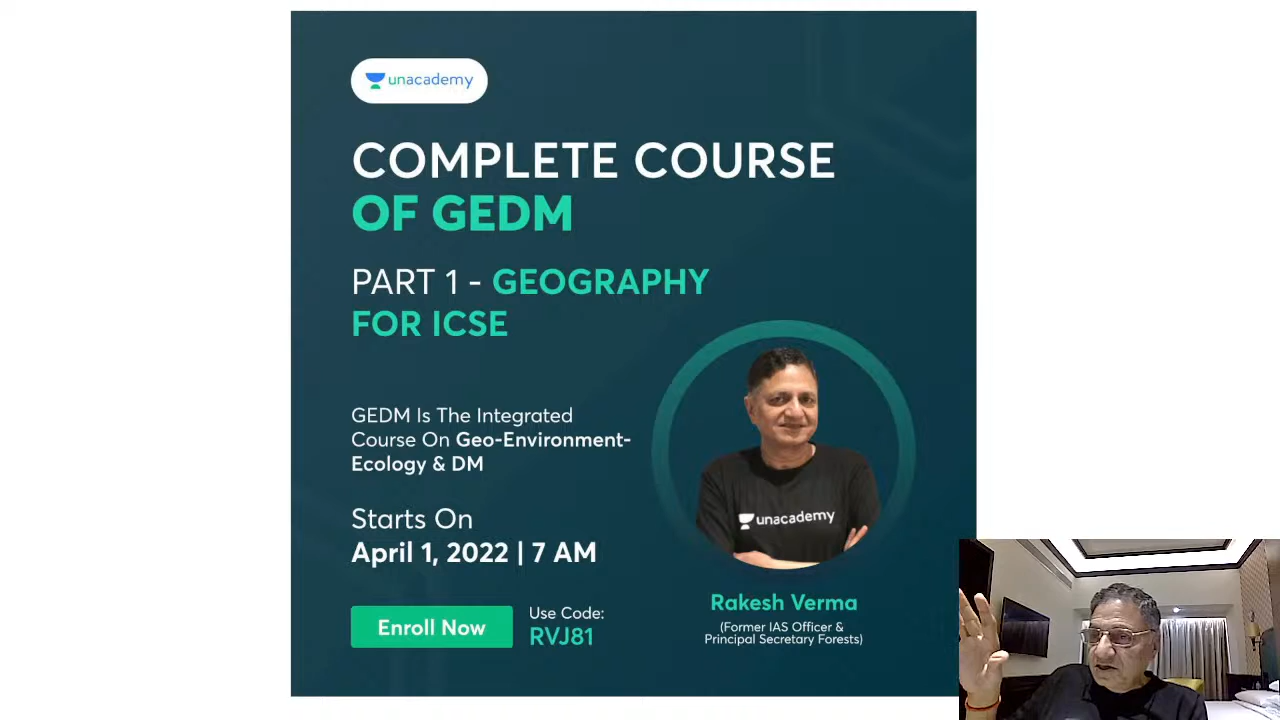 unacademy
COMPLETE COURSE
OF GEDM
PART 1 - GEOGRAPHY
FOR ICSE
GEDM Is The Integrated
Course On Geo-Environment-
Ecology & DM
Starts On
April 1, 2022 | 7 AM
Enroll Now
Use Code:
RVJ81
unacademy
Rakesh Verma
(Former IAS Officer &
Principal Secretary Forests)